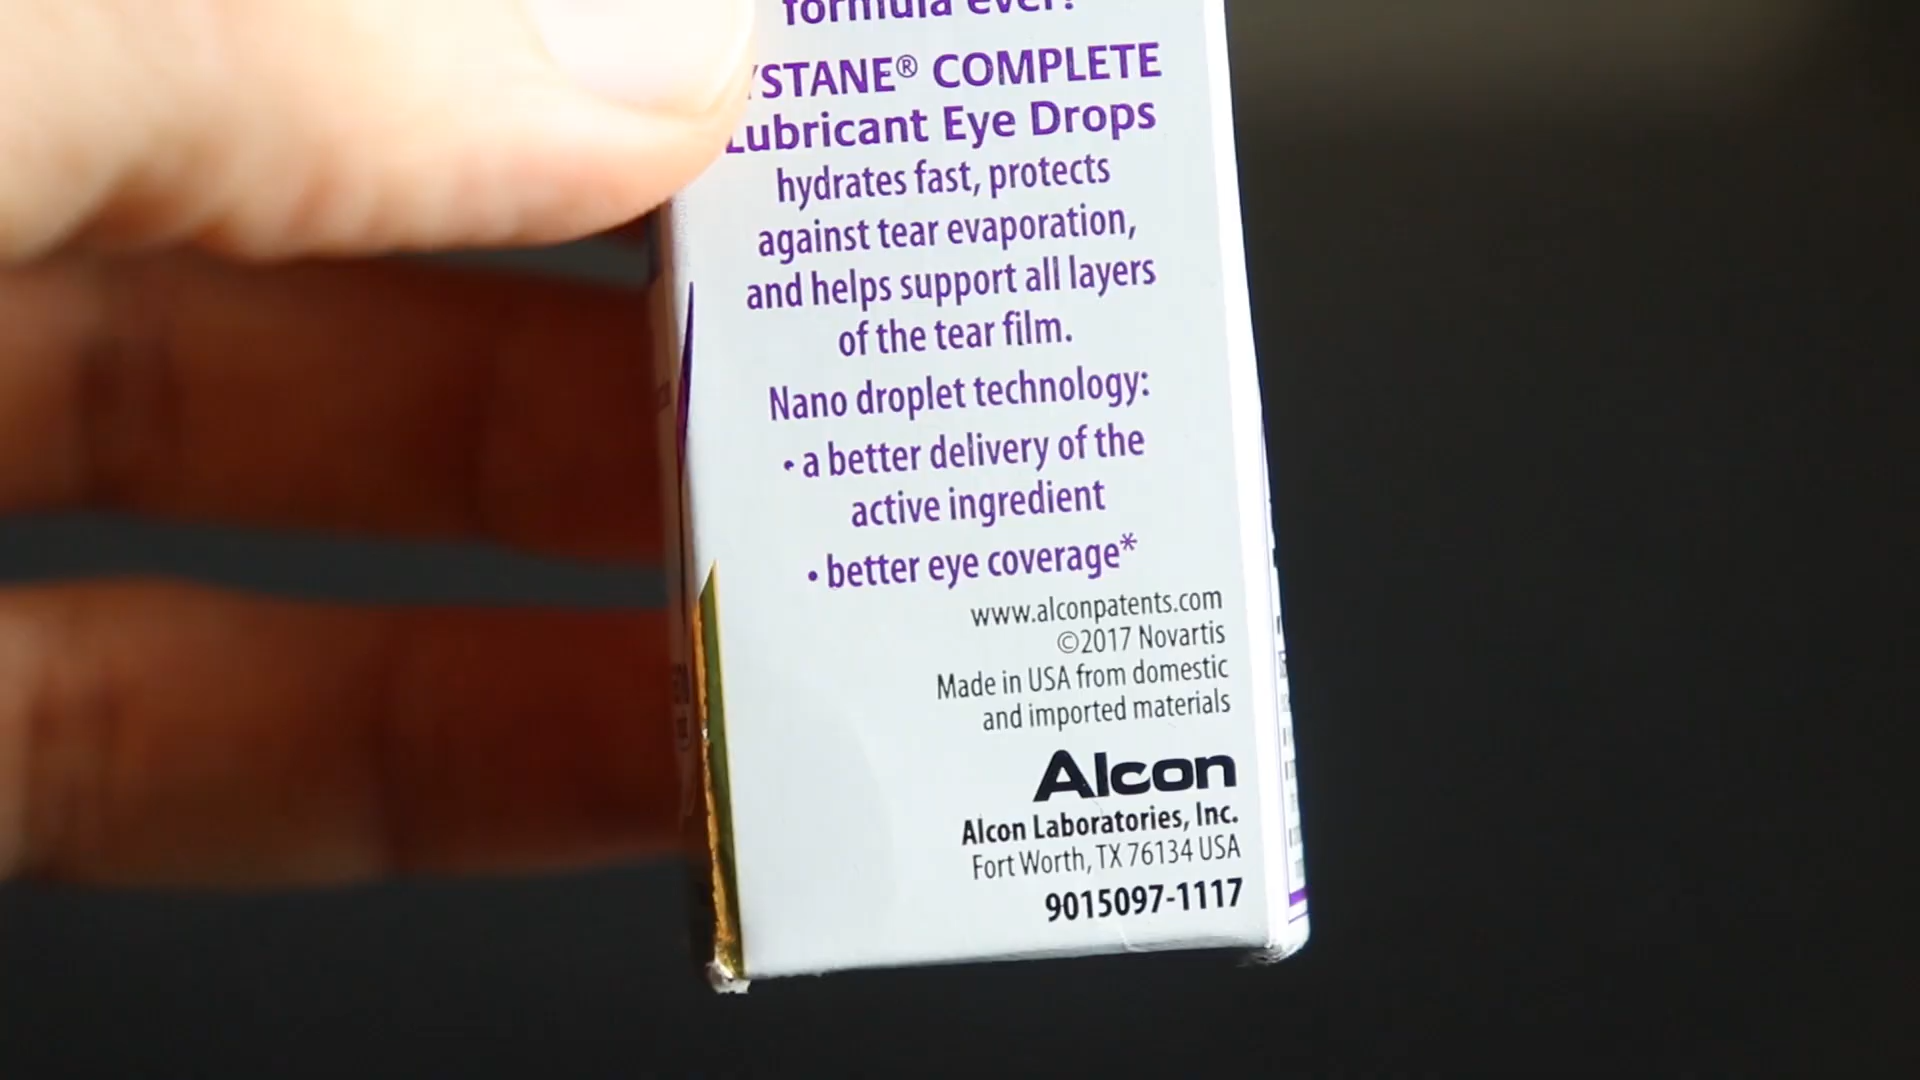 formula ever!
YSTANE® COMPLETE
Lubricant Eye Drops
hydrates fast, protects
against tear evaporation,
and helps support all layers
of the tear film.
Nano droplet technology:
• a better delivery of the
active ingredient
• better eye coverage*
www.alconpatents.com
©2017 Novartis
Made in USA from domestic
and imported materials
Alcon
Alcon Laboratories, Inc.
Fort Worth, TX 76134 USA
9015097-1117